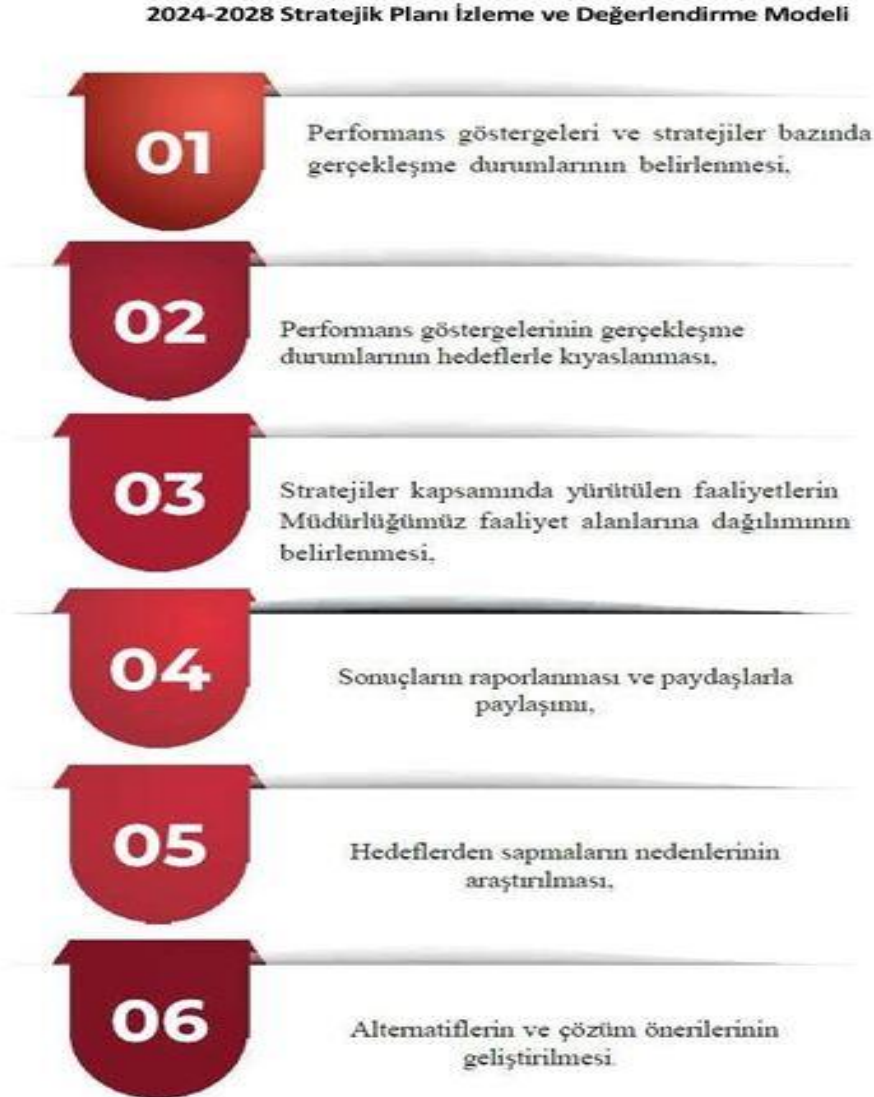 2024-2028 Stratejik Planı İzleme ve Değerlendirme Modeli
01
Performans göstergeleri ve stratejiler bazında
gerçekleşme durumlarının belirlenmesi,
02
Performans göstergelerinin gerçekleşme
durumlarının hedeflerle kıyaslanması,
03
Stratejiler kapsamında yürütülen faaliyetlerin
Müdürlüğümüz faaliyet alanlarına dağılımının
belirlenmesi,
04
Sonuçların raporlanması ve paydaşlarla
paylaşımı,
05
Hedeflerden sapmaların nedenlerinin
araştırılması,
06
Alternatiflerin ve çözüm önerilerinin
geliştirilmesi.